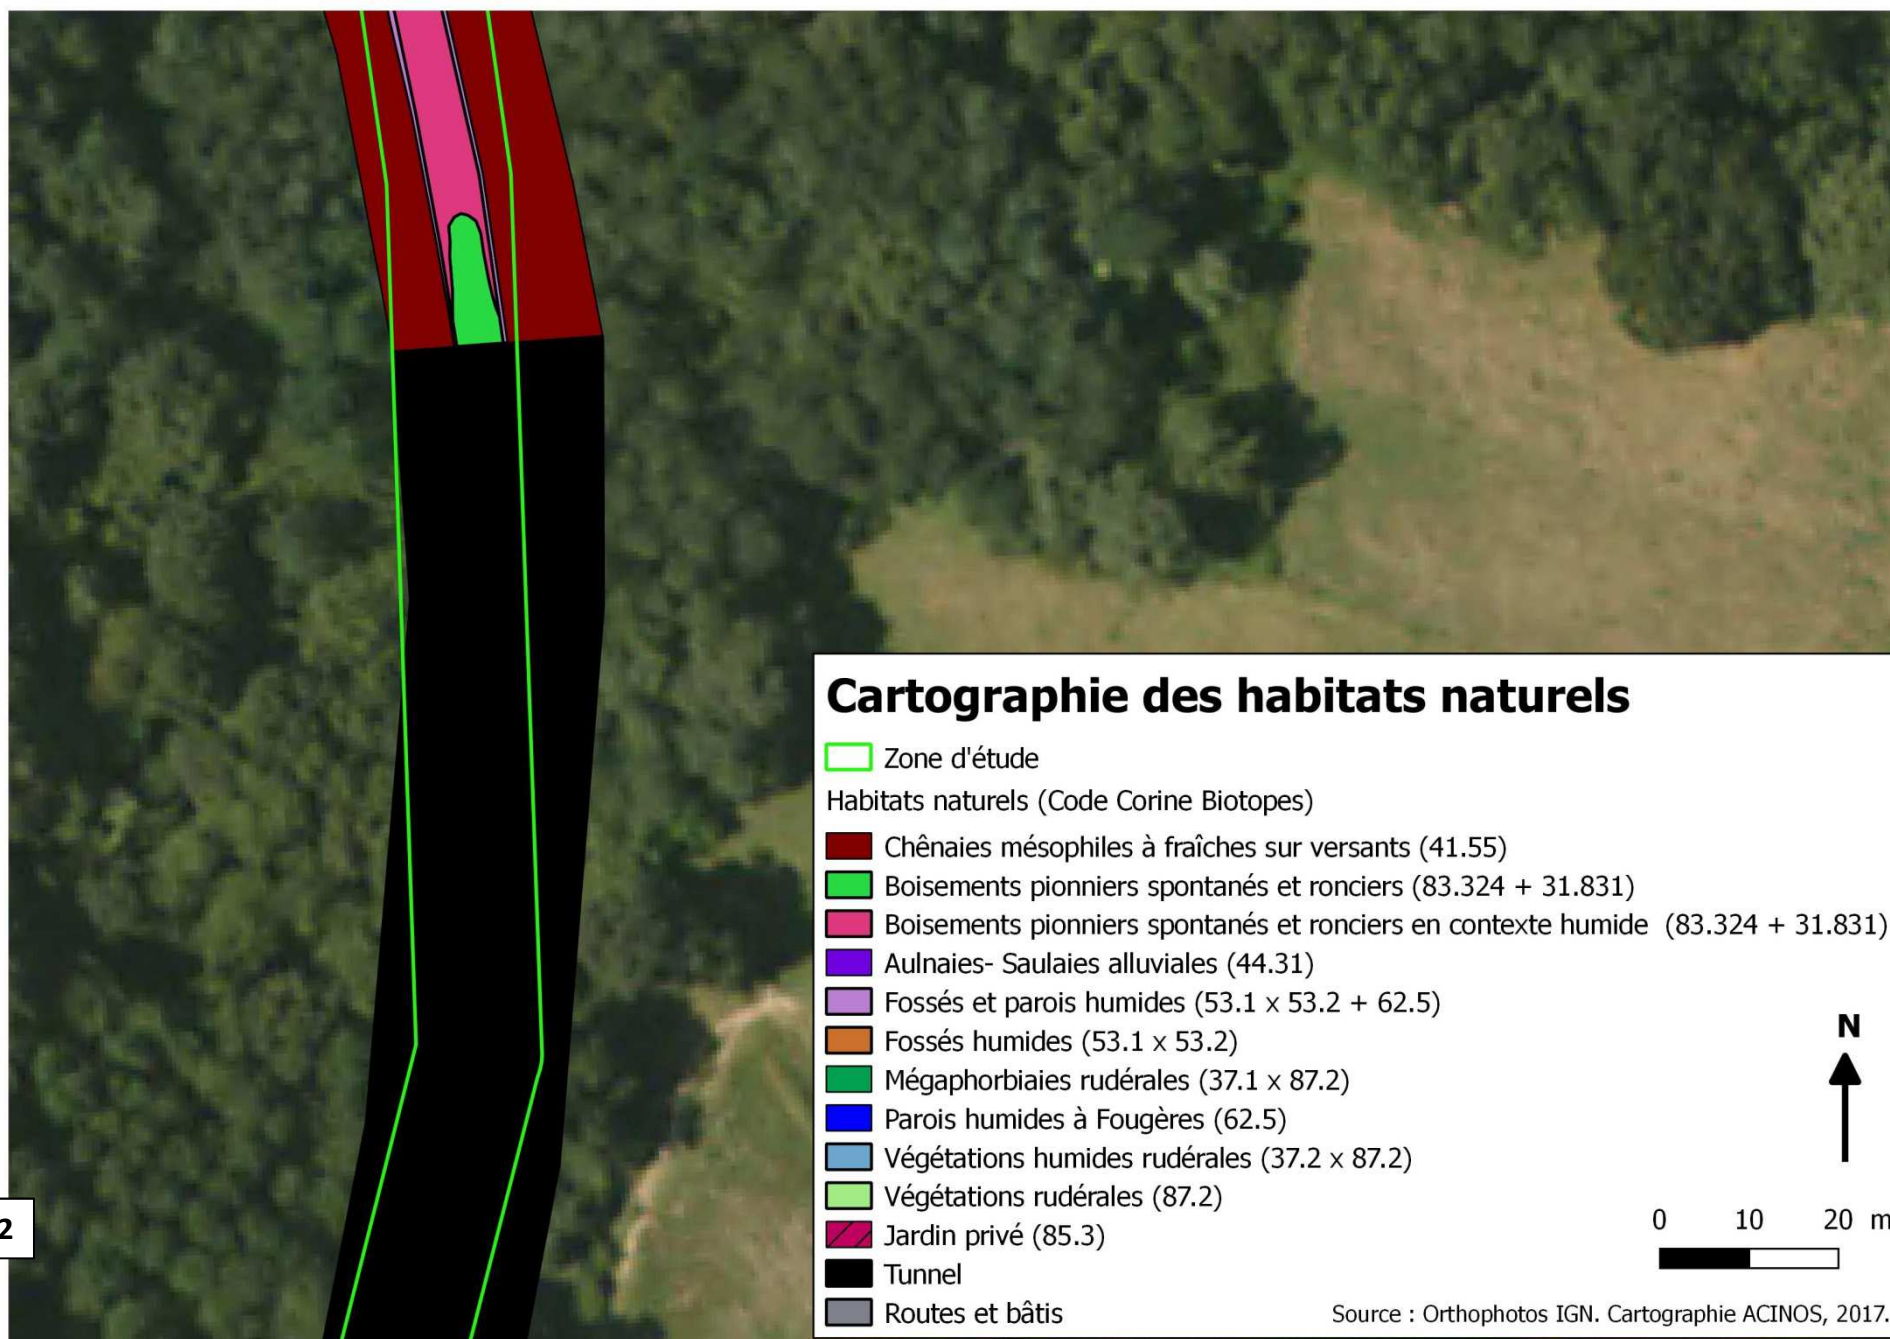 Cartographie des habitats naturels
Zone d'étude
Habitats naturels (Code Corine Biotopes)
Chênaies mésophiles à fraîches sur versants (41.55)
Boisements pionniers spontanés et ronciers (83.324 + 31.831)
Boisements pionniers spontanés et ronciers en contexte humide (83.324 + 31.831)
Aulnaies- Saulaies alluviales (44.31)
Fossés et parois humides (53.1 x 53.2 + 62.5)
Fossés humides (53.1 x 53.2)
Mégaphorbiaies rudérales (37.1 x 87.2)
Parois humides à Fougères (62.5)
Végétations humides rudérales (37.2 x 87.2)
Végétations rudérales (87.2)
Jardin privé (85.3)
Tunnel
Routes et bâtis
N
0 10 20 m
Source : Orthophotos IGN. Cartographie ACINOS, 2017.
2